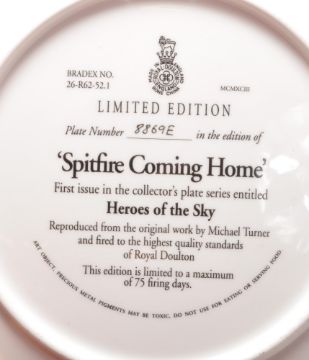 BRADEX NO.
26-R62-52.1
MCMXCIII
LIMITED EDITION
Plate Number 8869E in the edition of
'Spitfire Coming Home'
First issue in the collector's plate series entitled
Heroes of the Sky
Reproduced from the original work by Michael Turner
and fired to the highest quality standards
of Royal Doulton
This edition is limited to a maximum
of 75 firing days.
ART OBJECT, PRECIOUS METAL PIGMENTS MAY BE TOXIC, DO NOT USE FOR EATING OR SERVING FOOD